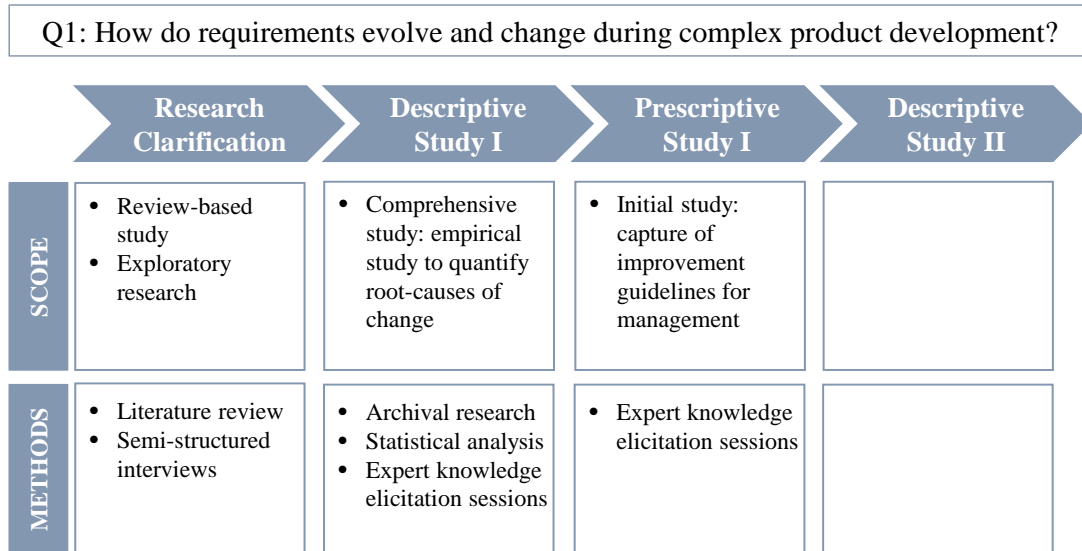 Q1: How do requirements evolve and change during complex product development?
Research
Clarification
Descriptive
Study I
Prescriptive
Study I
Descriptive
Study II
SCOPE
• Review-based
study
• Exploratory
research
• Comprehensive
study: empirical
study to quantify
root-causes of
change
• Initial study:
capture of
improvement
guidelines for
management
METHODS
• Literature review
• Semi-structured
interviews
• Archival research
• Statistical analysis
• Expert knowledge
elicitation sessions
• Expert knowledge
elicitation sessions